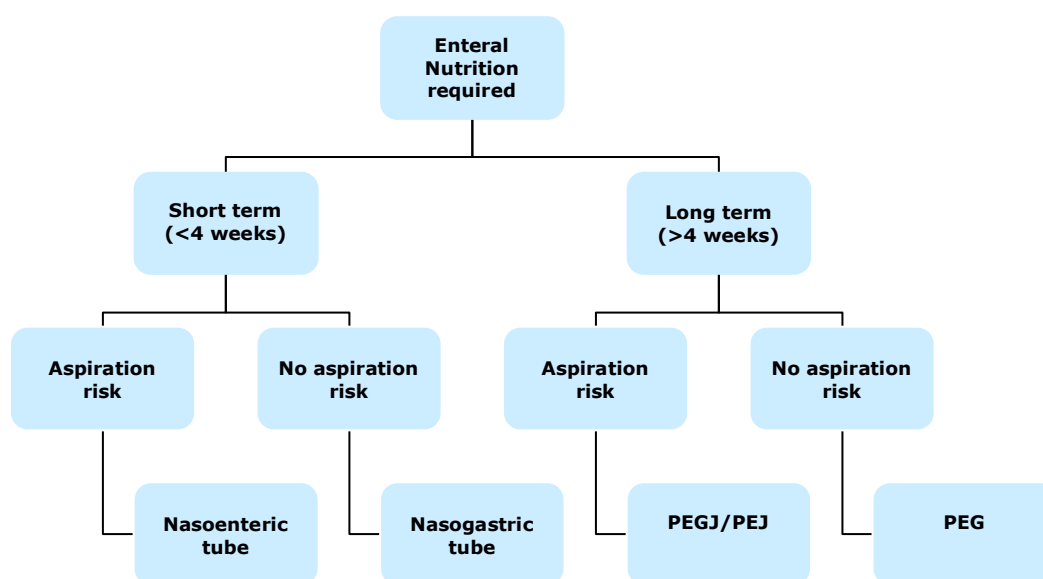 Enteral
Nutrition
required
Short term
(<4 weeks)
Long term
(>4 weeks)
Aspiration
risk
No aspiration
risk
Aspiration
risk
No aspiration
risk
Nasoenteric
tube
Nasogastric
tube
PEGJ/PEJ
PEG